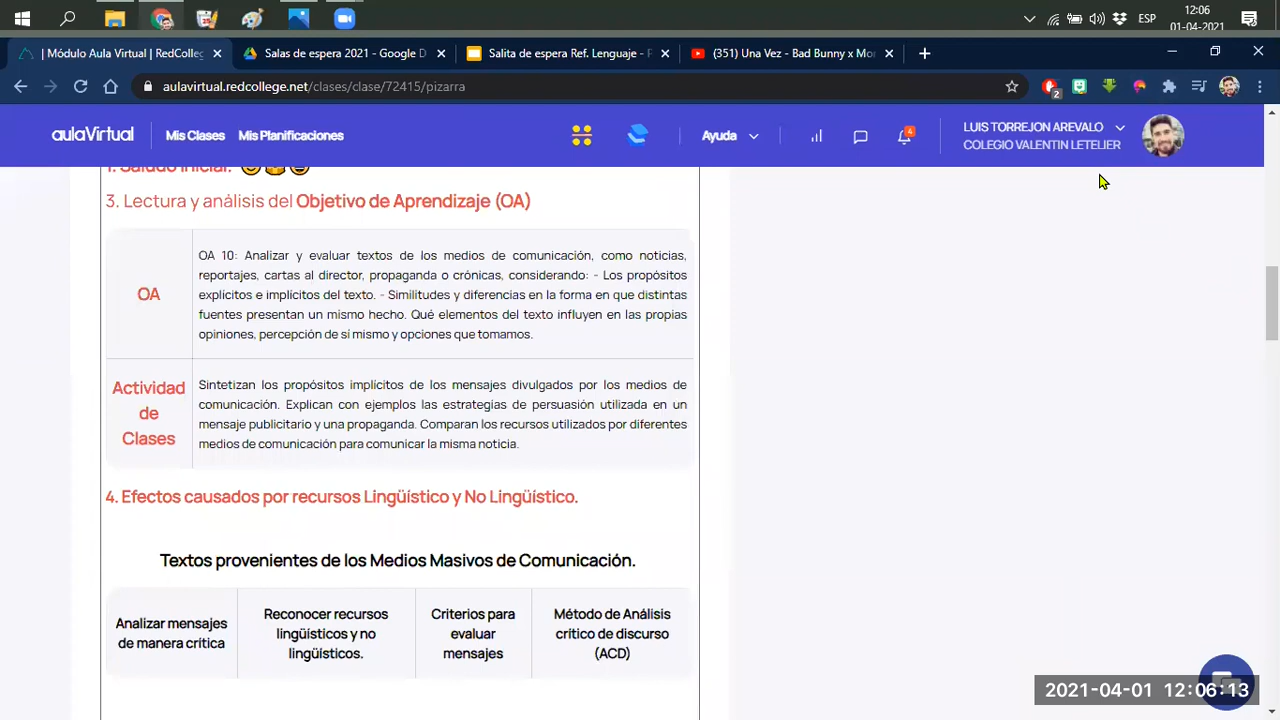 12:06
ESP
01-04-2021
| Módulo Aula Virtual | RedColleg
Salas de espera 2021 - Google D
Salita de espera Ref. Lenguaje - P
(351) Una Vez - Bad Bunny x Mor
aulavirtual.redcollege.net/clases/clase/72415/pizarra
2
aulaVirtual
Mis Clases
Mis Planificaciones
Ayuda
4
LUIS TORREJON AREVALO
COLEGIO VALENTIN LETELIER
1. Saludo Inicial.
3. Lectura y análisis del Objetivo de Aprendizaje (OA)
OA
OA 10: Analizar y evaluar textos de los medios de comunicación, como noticias,
reportajes, cartas al director, propaganda o crónicas, considerando: - Los propósitos
explícitos e implícitos del texto. - Similitudes y diferencias en la forma en que distintas
fuentes presentan un mismo hecho. Qué elementos del texto influyen en las propias
opiniones, percepción de sí mismo y opciones que tomamos.
Actividad
de
Clases
Sintetizan los propósitos implícitos de los mensajes divulgados por los medios de
comunicación. Explican con ejemplos las estrategias de persuasión utilizada en un
mensaje publicitario y una propaganda. Comparan los recursos utilizados por diferentes
medios de comunicación para comunicar la misma noticia.
4. Efectos causados por recursos Lingüístico y No Lingüístico.
Textos provenientes de los Medios Masivos de Comunicación.
Analizar mensajes
de manera crítica
Reconocer recursos
lingüísticos y no
lingüísticos.
Criterios para
evaluar
mensajes
Método de Análisis
crítico de discurso
(ACD)
2021-04-01 12:06:13